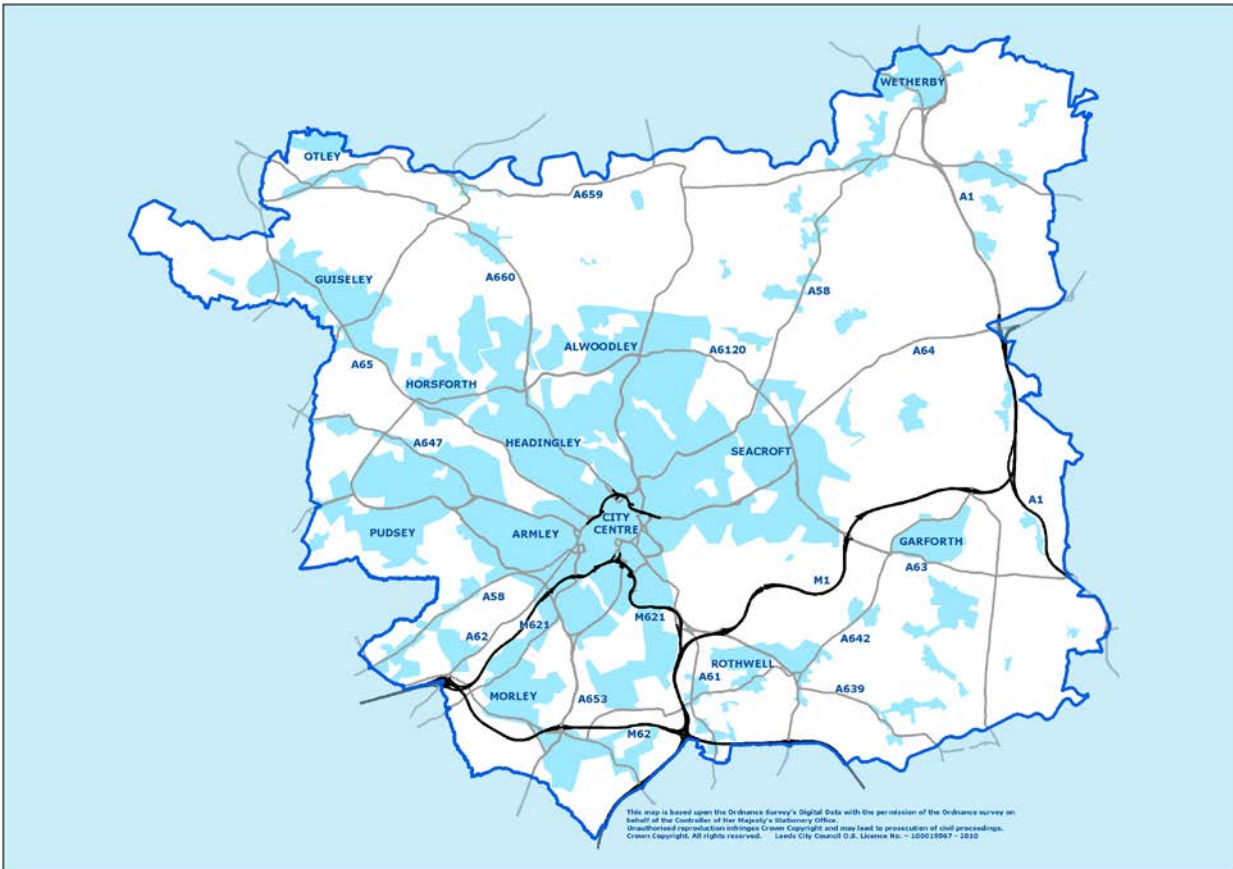 WETHERBY
OTLEY
A659
A1
GUISELEY
A660
A58
ALWOODLEY
A6120
A64
A65
HORSFORTH
A647
HEADINGLEY
SEACROFT
A1
CITY
CENTRE
PUDSEY
ARMLEY
GARFORTH
A63
M1
A58
M621
M621
A62
A642
ROTHWELL
A61
A639
MORLEY
A653
M62
This map is based upon the Ordnance Survey's Digital Data with the permission of the Ordnance survey on
behalf of the Controller of Her Majesty's Stationery Office.
Unauthorised reproduction infringes Crown Copyright and may lead to prosecution of civil proceedings.
Crown Copyright. All rights reserved. Leeds City Council O.S. Licence No. – 100019567 - 2010